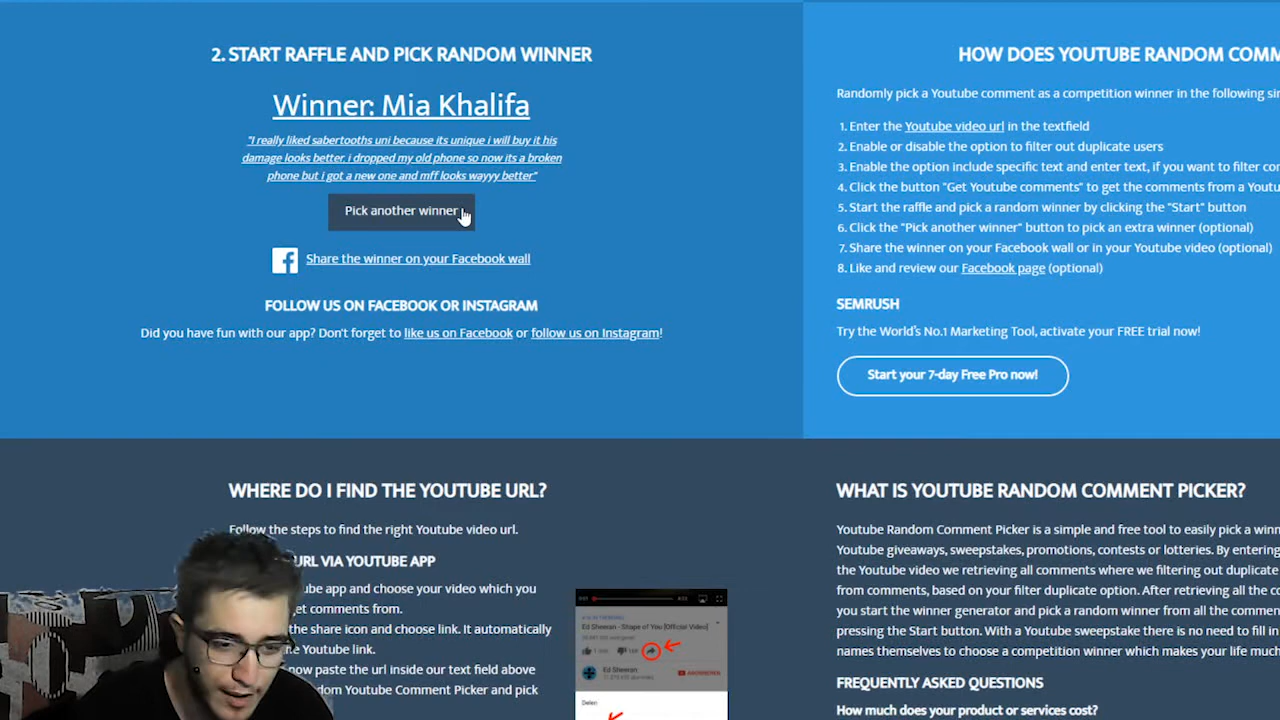 2. START RAFFLE AND PICK RANDOM WINNER
Winner: Mia Khalifa
"I really liked sabertooths uni because its unique i will buy it his
damage looks better. i dropped my old phone so now its a broken
phone but i got a new one and mff looks wayyy better"
Pick another winner
Share the winner on your Facebook wall
FOLLOW US ON FACEBOOK OR INSTAGRAM
Did you have fun with our app? Don't forget to like us on Facebook or follow us on Instagram!
HOW DOES YOUTUBE RANDOM COMM
Randomly pick a Youtube comment as a competition winner in the following si
1. Enter the Youtube video url in the textfield
2. Enable or disable the option to filter out duplicate users
3. Enable the option include specific text and enter text, if you want to filter co
4. Click the button "Get Youtube comments" to get the comments from a Youtu
5. Start the raffle and pick a random winner by clicking the "Start" button
6. Click the "Pick another winner" button to pick an extra winner (optional)
7. Share the winner on your Facebook wall or in your Youtube video (optional)
8. Like and review our Facebook page (optional)
SEMRUSH
Try the World's No.1 Marketing Tool, activate your FREE trial now!
Start your 7-day Free Pro now!
WHERE DO I FIND THE YOUTUBE URL?
Follow the steps to find the right Youtube video url.
URL VIA YOUTUBE APP
ube app and choose your video which you
get comments from.
the share icon and choose link. It automatically
he Youtube link.
now paste the url inside our text field above
ndom Youtube Comment Picker and pick
Ed Sheeran - Shape of You [Official Video]
Ed Sheeran
ABONNEREN
Delen
WHAT IS YOUTUBE RANDOM COMMENT PICKER?
Youtube Random Comment Picker is a simple and free tool to easily pick a winn
Youtube giveaways, sweepstakes, promotions, contests or lotteries. By entering
the Youtube video we retrieving all comments where we filtering out duplicate
from comments, based on your filter duplicate option. After retrieving all the co
you start the winner generator and pick a random winner from all the comme
pressing the Start button. With a Youtube sweepstake there is no need to fill in
names themselves to choose a competition winner which makes your life muc
FREQUENTLY ASKED QUESTIONS
How much does your product or services cost?